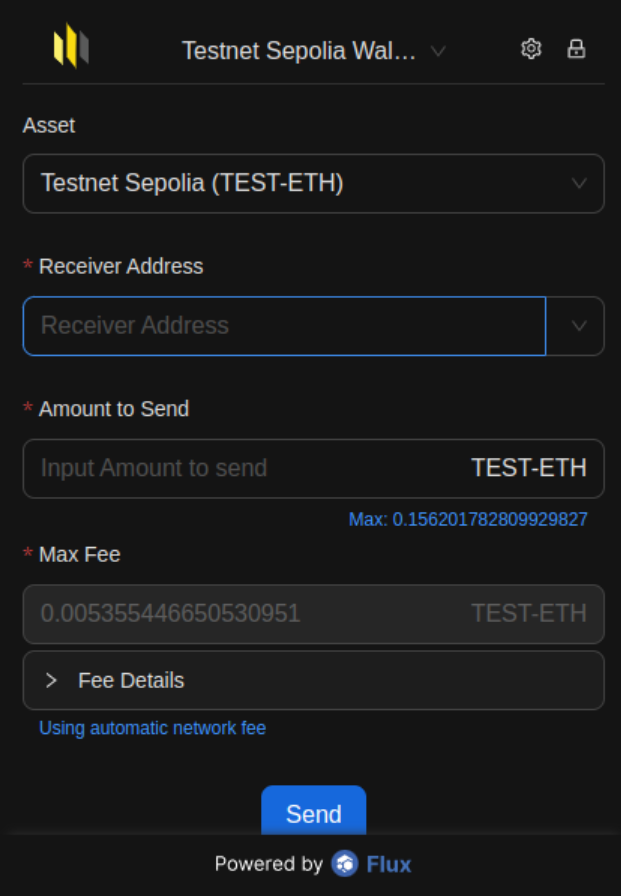 Testnet Sepolia Wal...
Asset
Testnet Sepolia (TEST-ETH)
* Receiver Address
Receiver Address
* Amount to Send
Input Amount to send TEST-ETH
Max: 0.156201782809929827
* Max Fee
0.005355446650530951 TEST-ETH
> Fee Details
Using automatic network fee
Send
Powered by Flux